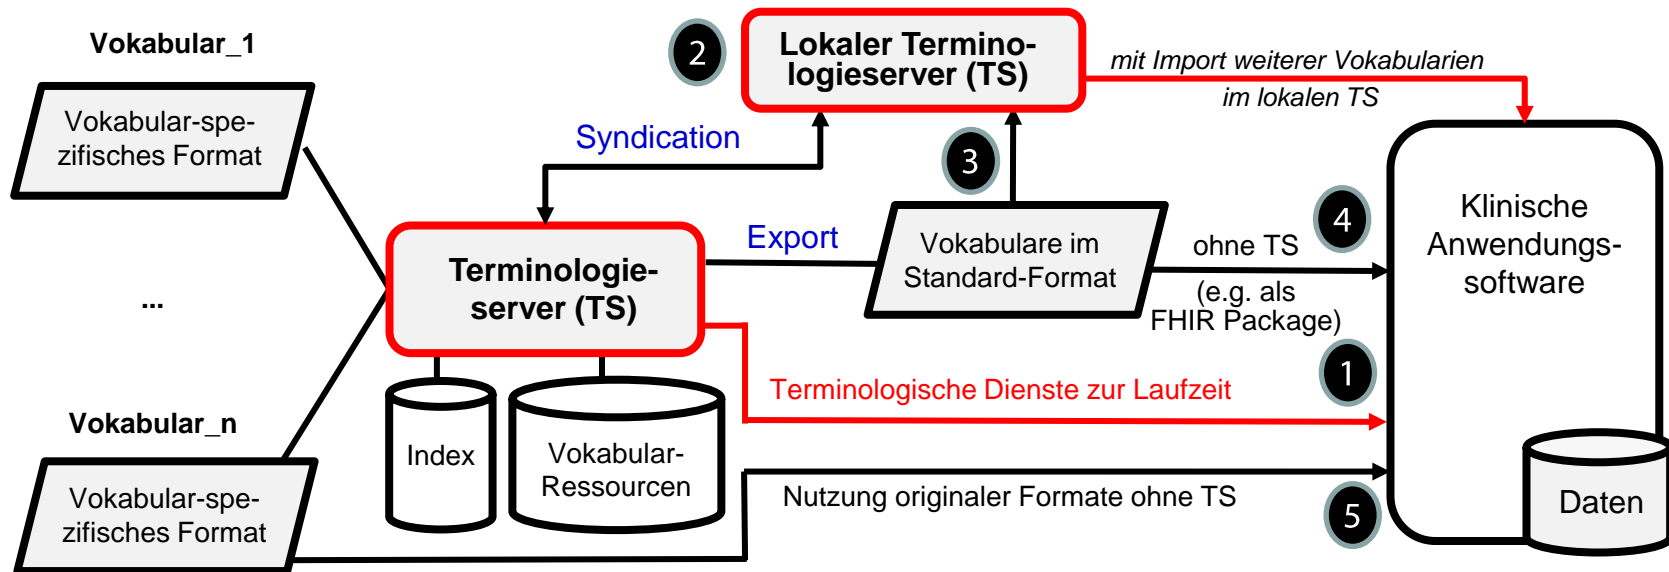 Vokabular_1
Vokabular-spe-
zifisches Format
...
Vokabular_n
Vokabular-spe-
zifisches Format
2
Lokaler Termino-
logieserver (TS)
mit Import weiterer Vokabularien
im lokalen TS
Syndication
3
Terminologie-
server (TS)
Export
Vokabulare im
Standard-Format
4
ohne TS
(e.g. als
FHIR Package)
Klinische
Anwendungs-
software
1
Terminologische Dienste zur Laufzeit
Index
Vokabular-
Ressourcen
Nutzung originaler Formate ohne TS
5
Daten